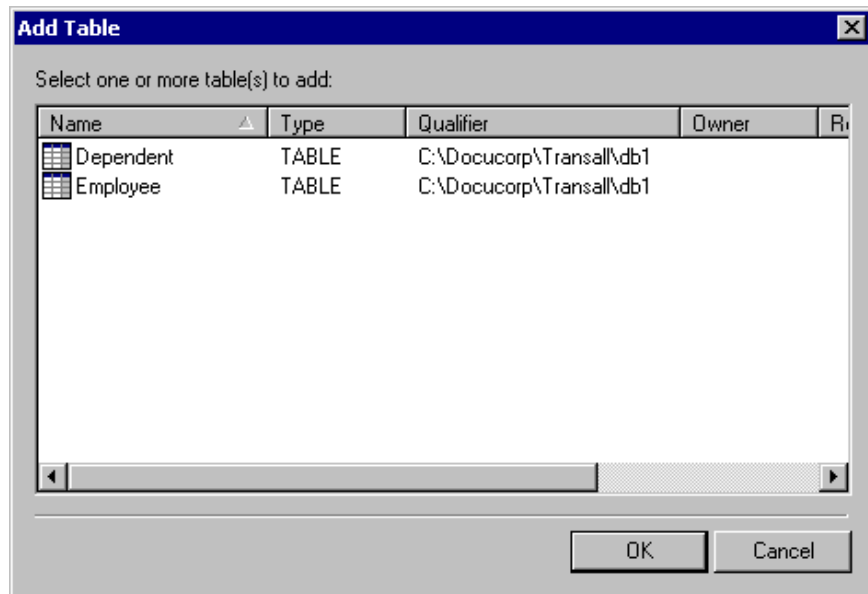 Add Table
Select one or more table(s) to add:
Name Type Qualifier Owner
Dependent TABLE C:\Docucorp\Transall\db1
Employee TABLE C:\Docucorp\Transall\db1
OK Cancel